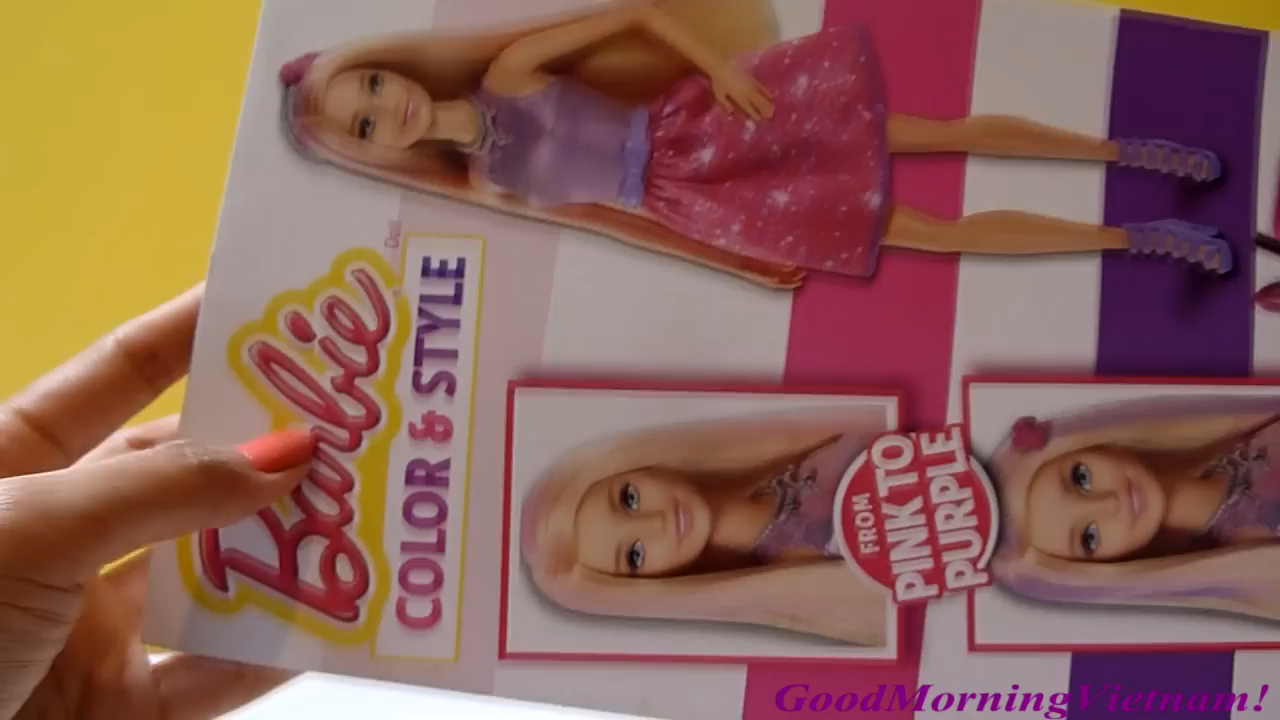 Barbie
COLOR & STYLE
FROM
PINK TO
PURPLE
GoodMorningVietnam!